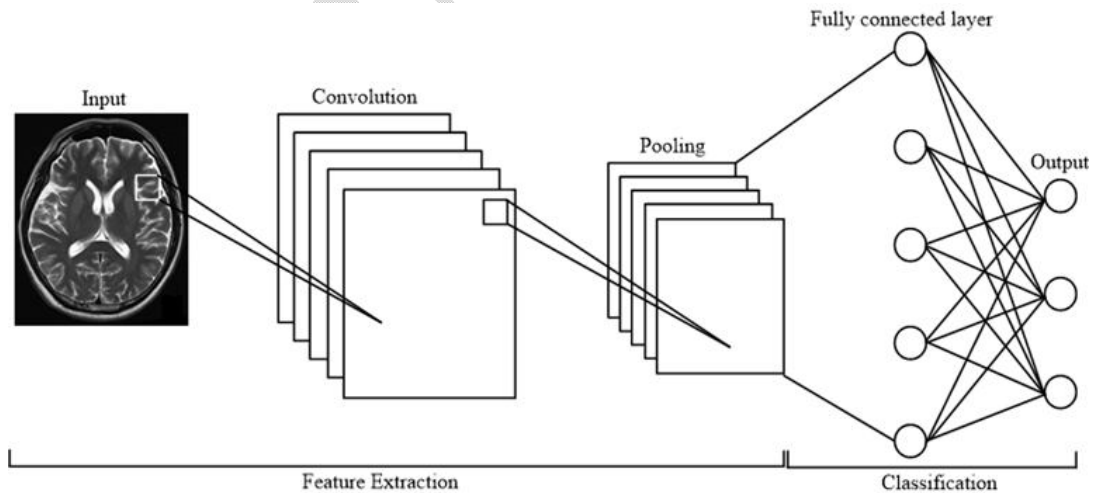 Fully connected layer
Input
Convolution
Pooling
Output
Feature Extraction
Classification